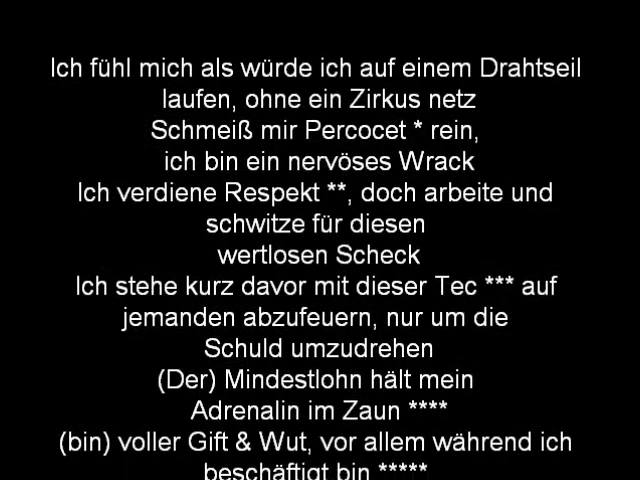 Ich fühl mich als würde ich auf einem Drahtseil
laufen, ohne ein Zirkus netz
Schmeiß mir Percocet * rein,
ich bin ein nervöses Wrack
Ich verdiene Respekt **, doch arbeite und
schwitze für diesen
wertlosen Scheck
Ich stehe kurz davor mit dieser Tec *** auf
jemanden abzufeuern, nur um die
Schuld umzudrehen
(Der) Mindestlohn hält mein
Adrenalin im Zaun ****
(bin) voller Gift & Wut, vor allem während ich
beschäftigt bin *****